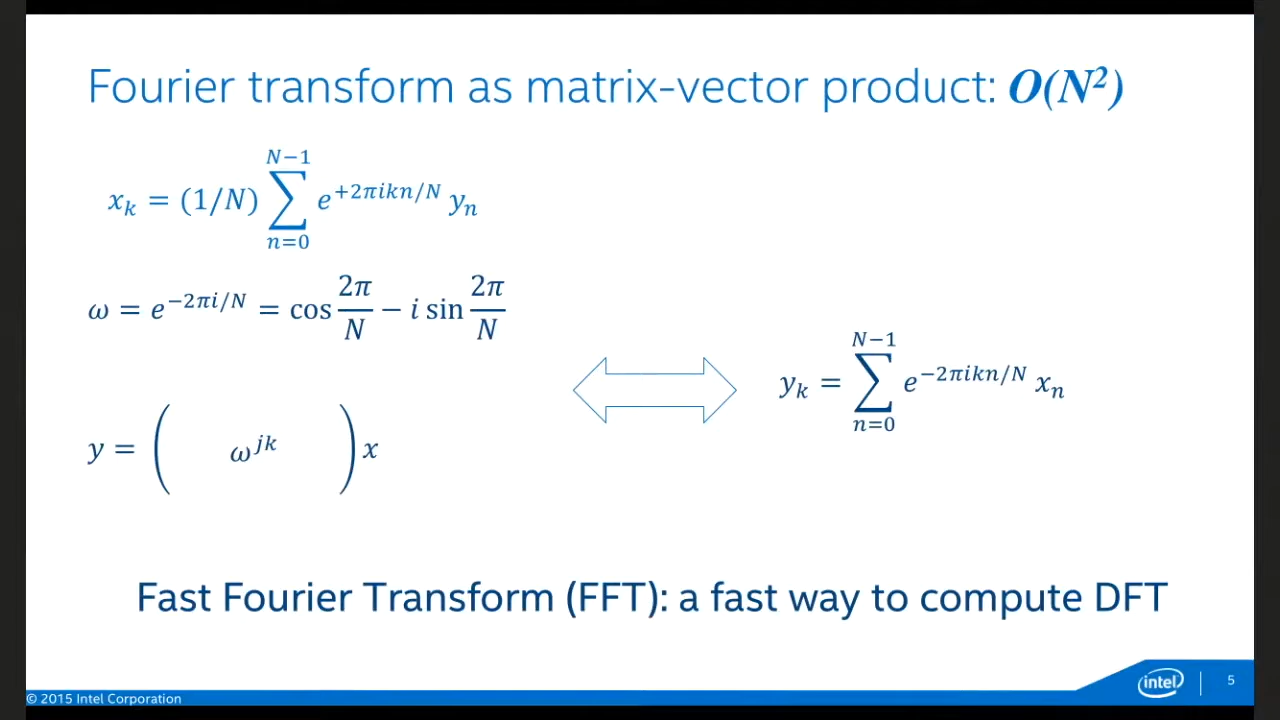 Fourier transform as matrix-vector product: O(N²)
x_k = (1/N) ∑_{n=0}^{N−1} e^{+2πikn/N} y_n
ω = e^{−2πi/N} = cos 2π/N − i sin 2π/N
y_k = ∑_{n=0}^{N−1} e^{−2πikn/N} x_n
y = ( ω^{jk} ) x
Fast Fourier Transform (FFT): a fast way to compute DFT
© 2015 Intel Corporation
intel
5